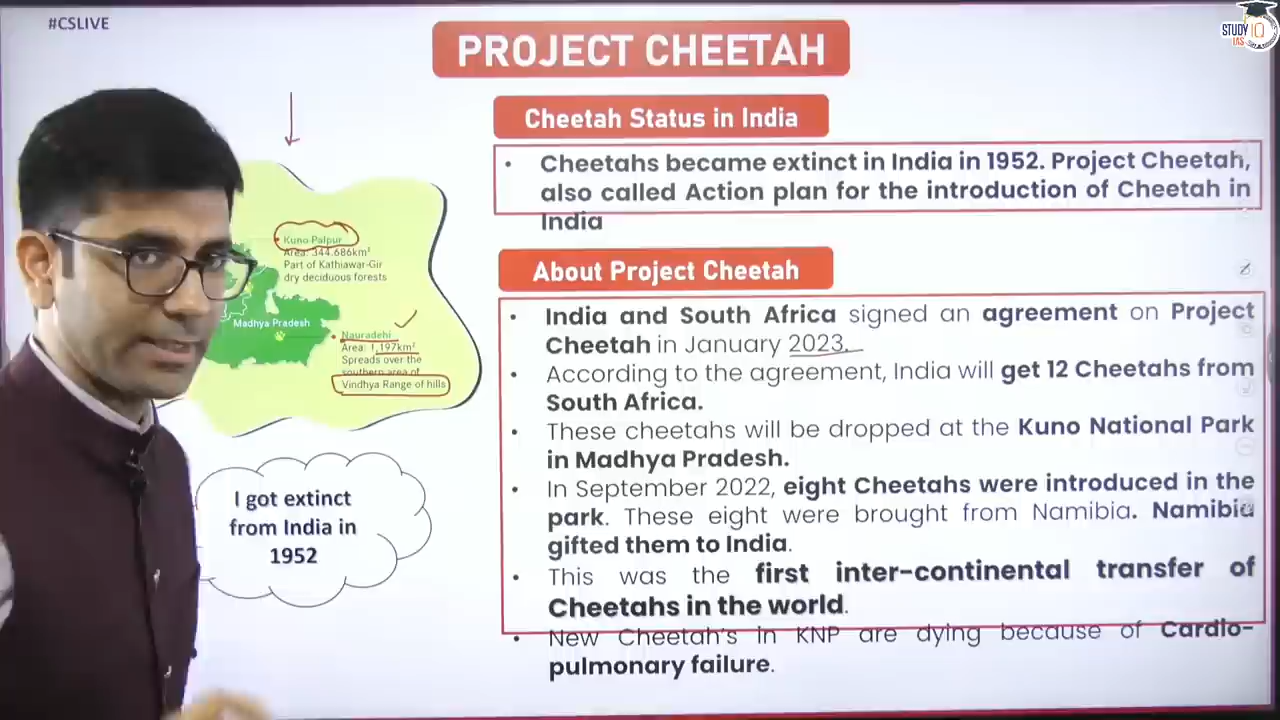 #CSLIVE
STUDY IQ
IAS
PROJECT CHEETAH
Cheetah Status in India
• Cheetahs became extinct in India in 1952. Project Cheetah,
also called Action plan for the introduction of Cheetah in
India
Kuno Palpur
Area: 344.686km²
Part of Kathiawar-Gir
dry deciduous forests
Madhya Pradesh
Nauradehi
Area: 1,197km²
Spreads over the
southern area of
Vindhya Range of hills
I got extinct
from India in
1952
About Project Cheetah
• India and South Africa signed an agreement on Project
Cheetah in January 2023.
• According to the agreement, India will get 12 Cheetahs from
South Africa.
• These cheetahs will be dropped at the Kuno National Park
in Madhya Pradesh.
• In September 2022, eight Cheetahs were introduced in the
park. These eight were brought from Namibia. Namibia
gifted them to India.
• This was the first inter-continental transfer of
Cheetahs in the world.
• New Cheetah's in KNP are dying because of Cardio-
pulmonary failure.